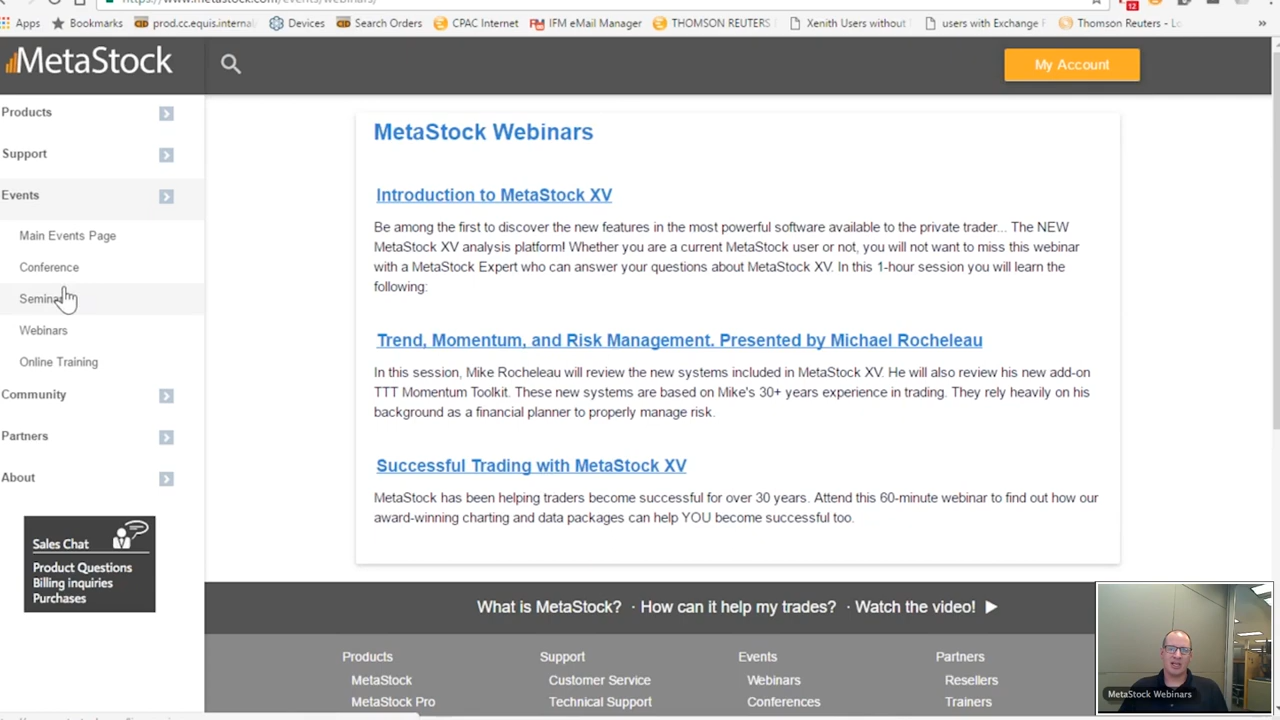 https://www.metastock.com/events/webinars/
Apps Bookmarks prod.cc.equis.internal Devices Search Orders CPAC Internet IFM eMail Manager THOMSON REUTERS Xenith Users without users with Exchange Thomson Reuters - Lo »
12
MetaStock
My Account
Products
Support
Events
Main Events Page
Conference
Webinars
Online Training
Community
Partners
About
Sales Chat
Product Questions
Billing inquiries
Purchases
MetaStock Webinars
Introduction to MetaStock XV
Be among the first to discover the new features in the most powerful software available to the private trader... The NEW
MetaStock XV analysis platform! Whether you are a current MetaStock user or not, you will not want to miss this webinar
with a MetaStock Expert who can answer your questions about MetaStock XV. In this 1-hour session you will learn the
following:
Trend, Momentum, and Risk Management. Presented by Michael Rocheleau
In this session, Mike Rocheleau will review the new systems included in MetaStock XV. He will also review his new add-on
TTT Momentum Toolkit. These new systems are based on Mike's 30+ years experience in trading. They rely heavily on his
background as a financial planner to properly manage risk.
Successful Trading with MetaStock XV
MetaStock has been helping traders become successful for over 30 years. Attend this 60-minute webinar to find out how our
award-winning charting and data packages can help YOU become successful too.
What is MetaStock? · How can it help my trades? · Watch the video!
Products Support Events Partners
MetaStock Customer Service Webinars Resellers
MetaStock Pro Technical Support Conferences Trainers
MetaStock Webinars